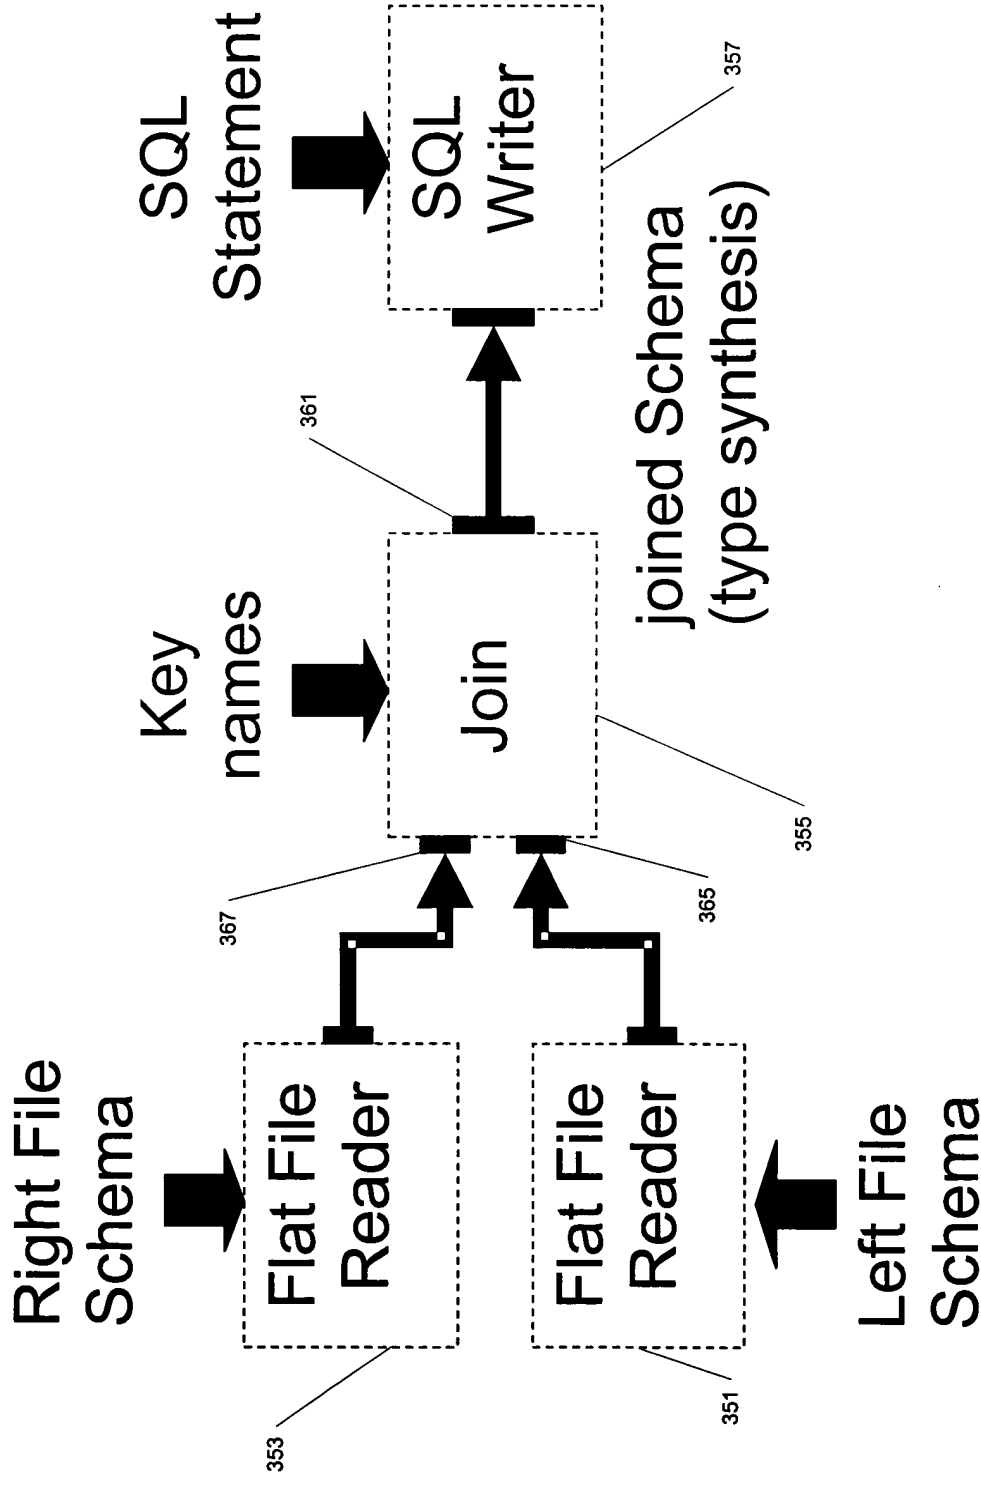 Right File
Schema
Flat File
Reader
353
Flat File
Reader
351
Left File
Schema
367
365
Key
names
Join
355
361
joined Schema
(type synthesis)
SQL
Statement
SQL
Writer
357